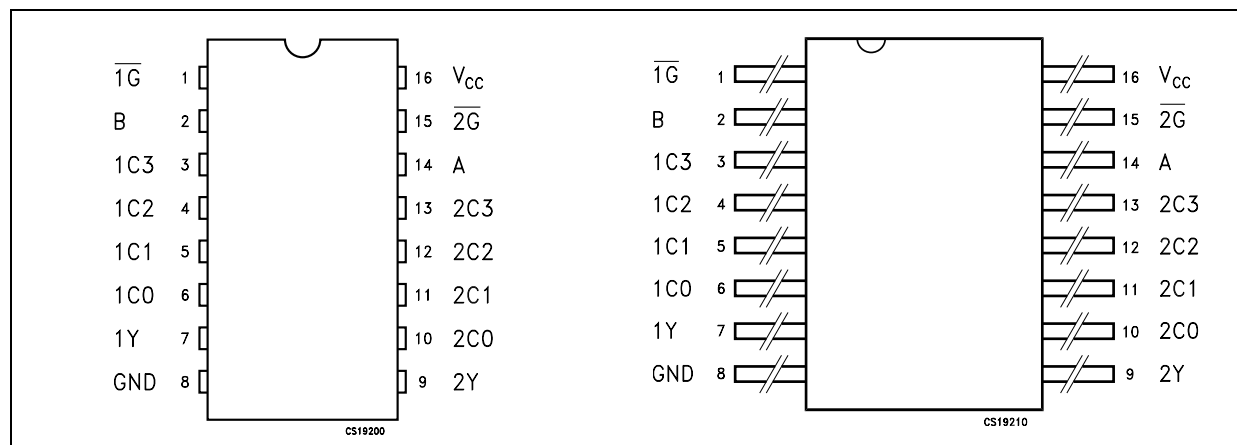 1G 1 16 VCC
B 2 15 2G
1C3 3 14 A
1C2 4 13 2C3
1C1 5 12 2C2
1C0 6 11 2C1
1Y 7 10 2C0
GND 8 9 2Y
CS19200
1G 1 16 VCC
B 2 15 2G
1C3 3 14 A
1C2 4 13 2C3
1C1 5 12 2C2
1C0 6 11 2C1
1Y 7 10 2C0
GND 8 9 2Y
CS19210